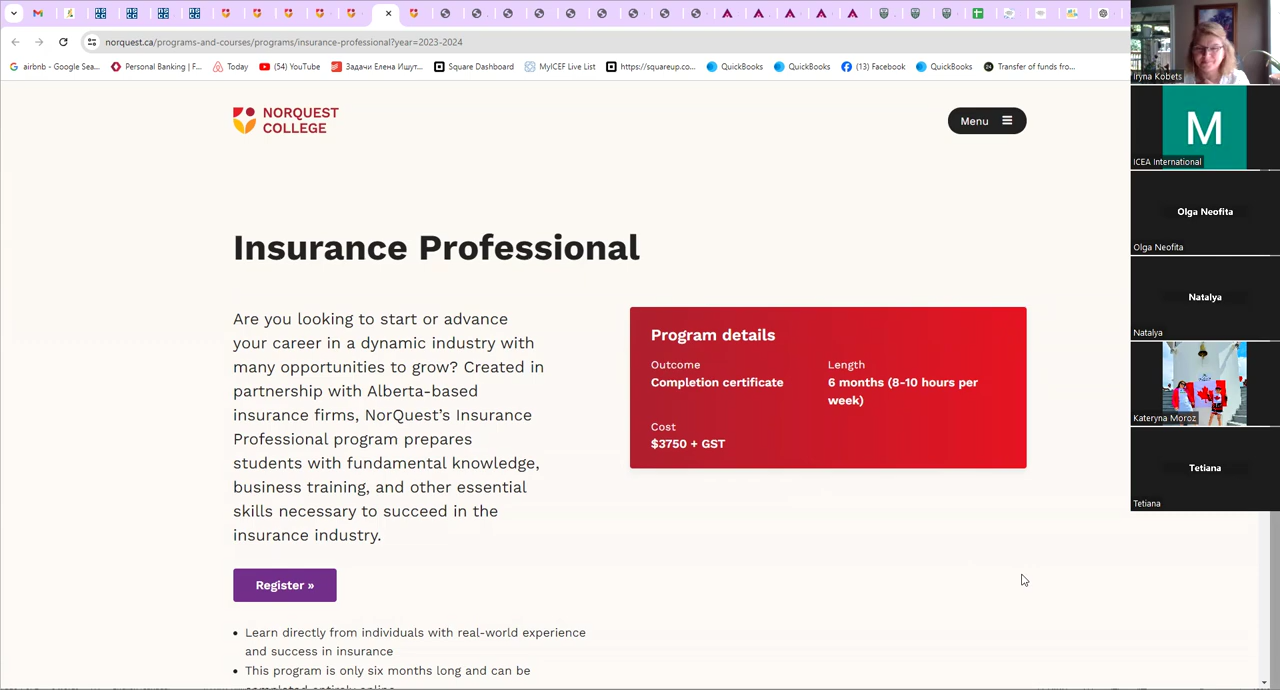 norquest.ca/programs-and-courses/programs/insurance-professional?year=2023-2024
airbnb - Google Sea...
Personal Banking | F...
Today
(54) YouTube
Задачи Елена Ишут...
Square Dashboard
MyICEF Live List
https://squareup.co...
QuickBooks
QuickBooks
(13) Facebook
QuickBooks
Transfer of funds fro...
NORQUEST
COLLEGE
Menu
Insurance Professional
Are you looking to start or advance
your career in a dynamic industry with
many opportunities to grow? Created in
partnership with Alberta-based
insurance firms, NorQuest's Insurance
Professional program prepares
students with fundamental knowledge,
business training, and other essential
skills necessary to succeed in the
insurance industry.
Register »
Learn directly from individuals with real-world experience
and success in insurance
This program is only six months long and can be
completed entirely online
Program details
Outcome
Completion certificate
Length
6 months (8-10 hours per
week)
Cost
$3750 + GST
Iryna Kobets
M
ICEA International
Olga Neofita
Olga Neofita
Natalya
Natalya
Kateryna Moroz
Tetiana
Tetiana